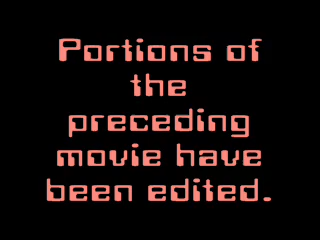 Portions of
the
preceding
movie have
been edited.